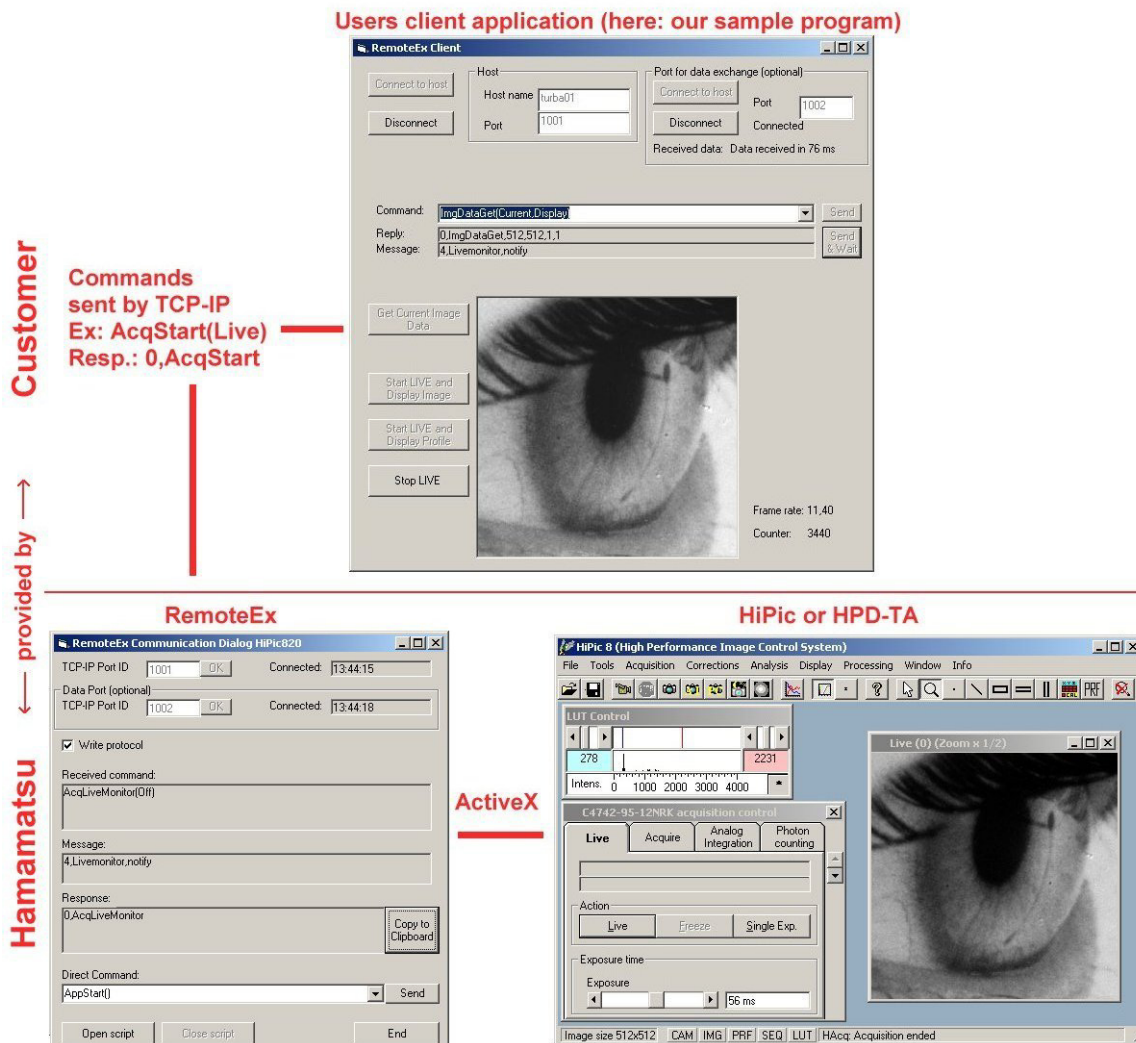 Users client application (here: our sample program)
RemoteEx Client
Connect to host
Disconnect
Host
Host name turba01
Port 1001
Port for data exchange (optional)
Connect to host
Disconnect
Port 1002
Connected
Received data: Data received in 76 ms
Command: ImgDataGet(Current,Display)
Send
Reply: 0,ImgDataGet,512,512,1,1
Message: 4,Livemonitor,notify
Send
& Wait
Get Current Image
Data
Start LIVE and
Display Image
Start LIVE and
Display Profile
Stop LIVE
Frame rate: 11,40
Counter: 3440
Customer
Commands
sent by TCP-IP
Ex: AcqStart(Live)
Resp.: 0,AcqStart
provided by
Hamamatsu
RemoteEx
RemoteEx Communication Dialog HiPic820
TCP-IP Port ID 1001 OK Connected: 13:44:15
Data Port (optional)
TCP-IP Port ID 1002 OK Connected: 13:44:18
Write protocol
Received command:
AcqLiveMonitor(Off)
Message:
4,Livemonitor,notify
Response:
0,AcqLiveMonitor
Copy to
Clipboard
Direct Command:
AppStart()
Send
Open script
Close script
End
ActiveX
HiPic or HPD-TA
HiPic 8 (High Performance Image Control System)
File Tools Acquisition Corrections Analysis Display Processing Window Info
BCKL PRF
LUT Control
278
2231
Intens. 0 1000 2000 3000 4000 *
Live (0) (Zoom x 1/2)
C4742-95-12NRK acquisition control
Live
Acquire
Analog
Integration
Photon
counting
Action
Live
Freeze
Single Exp.
Exposure time
Exposure
56 ms
Image size 512x512 CAM IMG PRF SEQ LUT HAcq: Acquisition ended